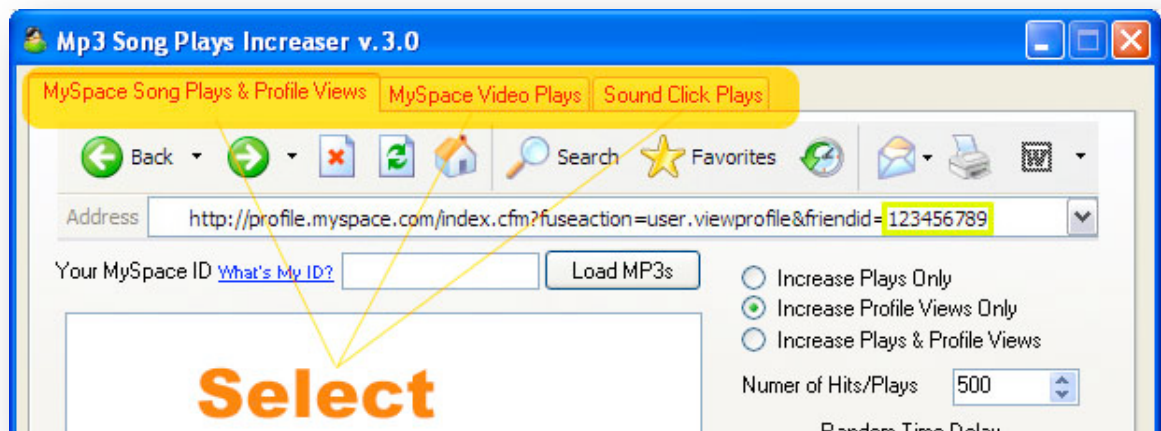 Mp3 Song Plays Increaser v.3.0
MySpace Song Plays & Profile Views MySpace Video Plays Sound Click Plays
Back Search Favorites W
Address http://profile.myspace.com/index.cfm?fuseaction=user.viewprofile&friendid=123456789
Your MySpace ID What's My ID? Load MP3s
Increase Plays Only
Increase Profile Views Only
Increase Plays & Profile Views
Select
Numer of Hits/Plays 500
Random Time Delay